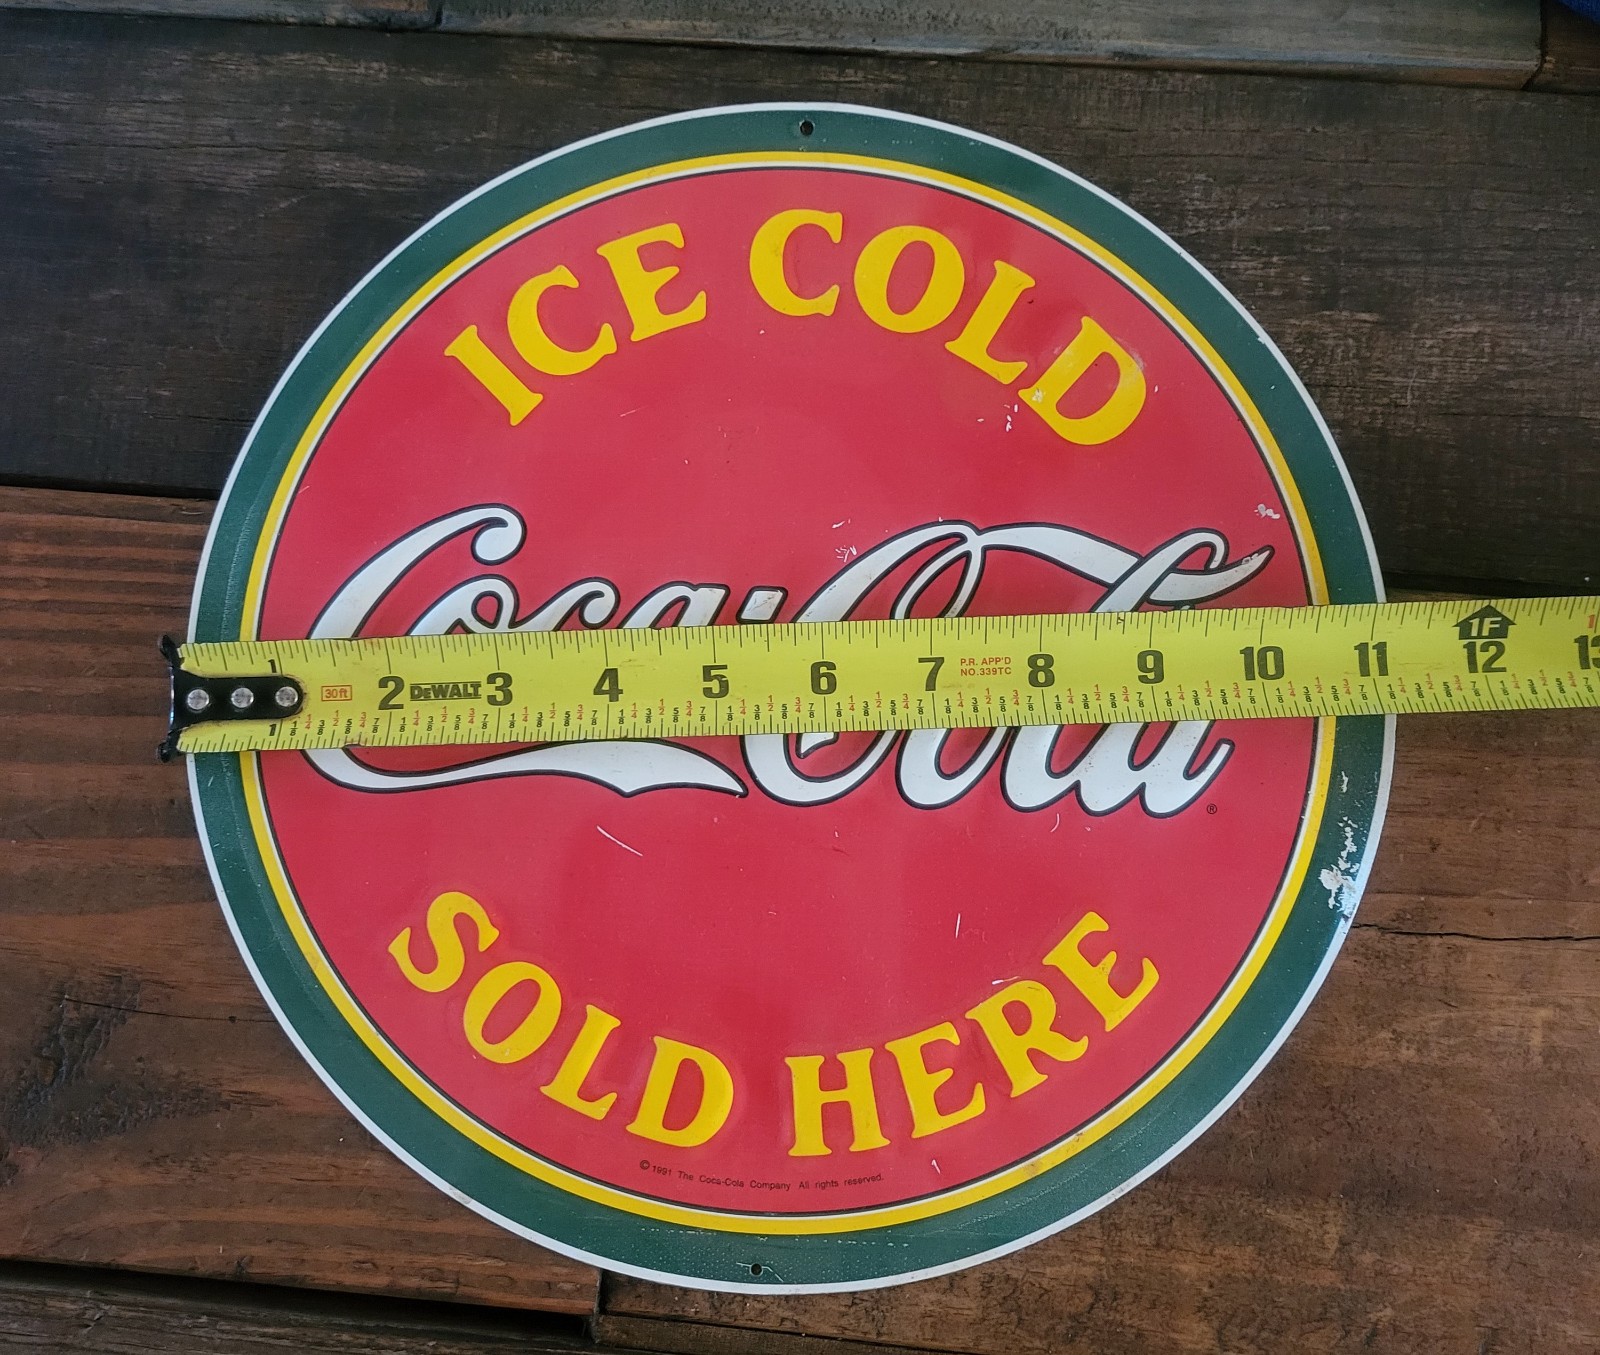 ICE COLD
Coca-Cola ®
1 2 DEWALT 3 4 5 6 7 P.R. APP'D 8 9 10 11 1F 12 13
30ft NO.339TC
SOLD HERE
© 1991 The Coca-Cola Company All rights reserved.